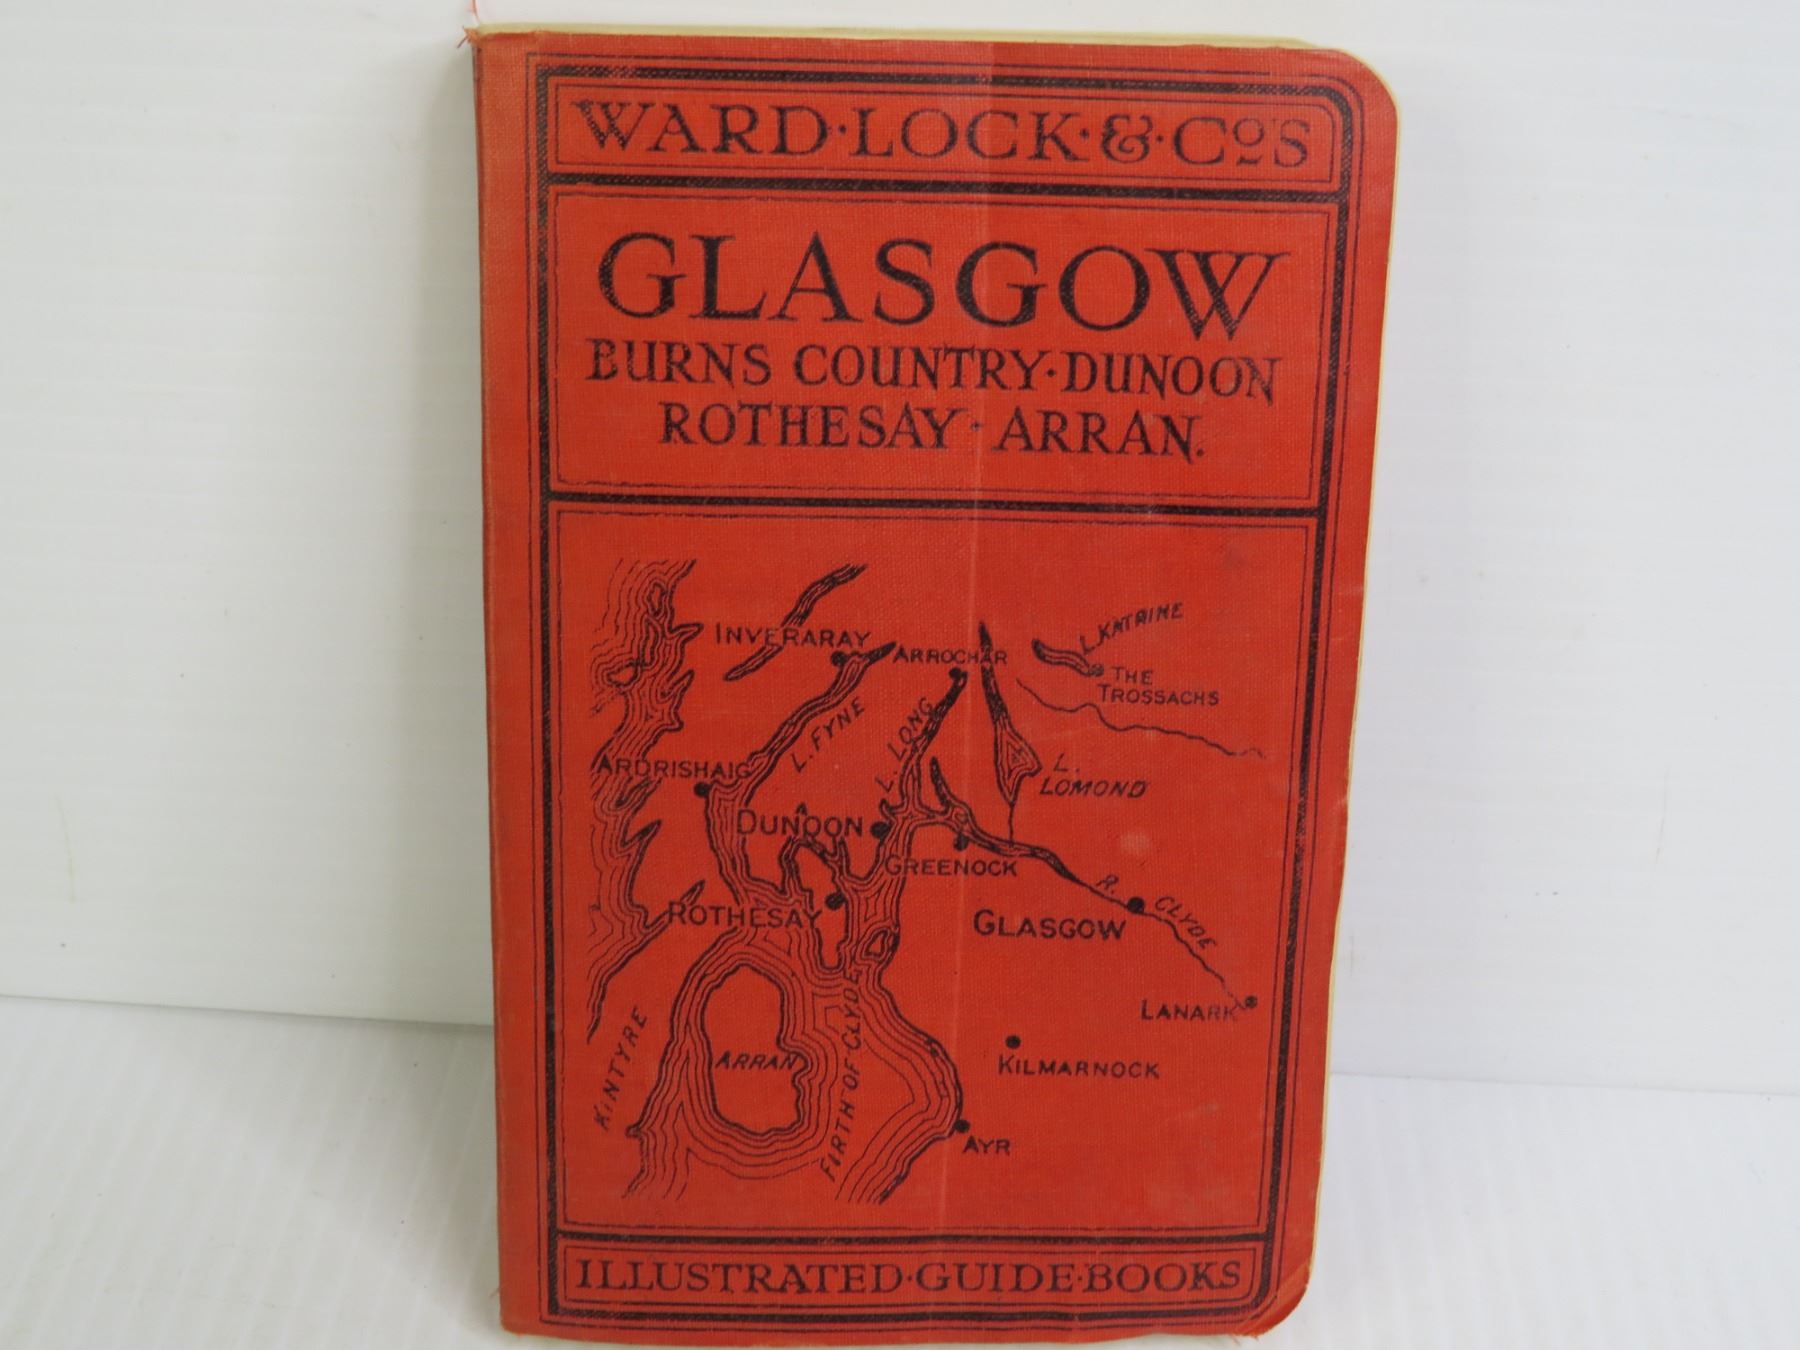 WARD·LOCK·&·Co's
GLASGOW
BURNS COUNTRY·DUNOON
ROTHESAY·ARRAN.
INVERARAY
ARROCHAR
L. KATRINE
THE
TROSSACHS
L. FYNE
L. LONG
L.
LOMOND
ARDRISHAIG
DUNOON
GREENOCK
R. CLYDE
ROTHESAY
GLASGOW
LANARK
KINTYRE
ARRAN
FIRTH OF CLYDE
KILMARNOCK
AYR
ILLUSTRATED·GUIDE·BOOKS